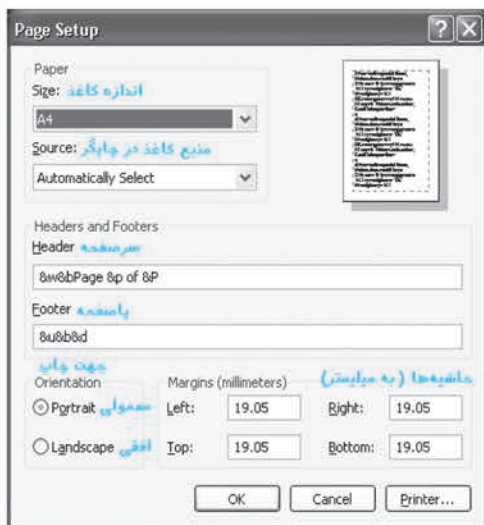 Page Setup
Paper
Size: اندازه کاغذ
A4
Source: منبع کاغذ در چاپگر
Automatically Select
Headers and Footers
Header سرصفحه
&w&bPage &p of &P
Footer پاصفحه
&u&b&d
جهت چاپ
Orientation
Margins (millimeters) حاشیه‌ها (به میلیمتر)
Portrait معمولی
Left: 19.05 Right: 19.05
Landscape افقی
Top: 19.05 Bottom: 19.05
OK Cancel Printer...